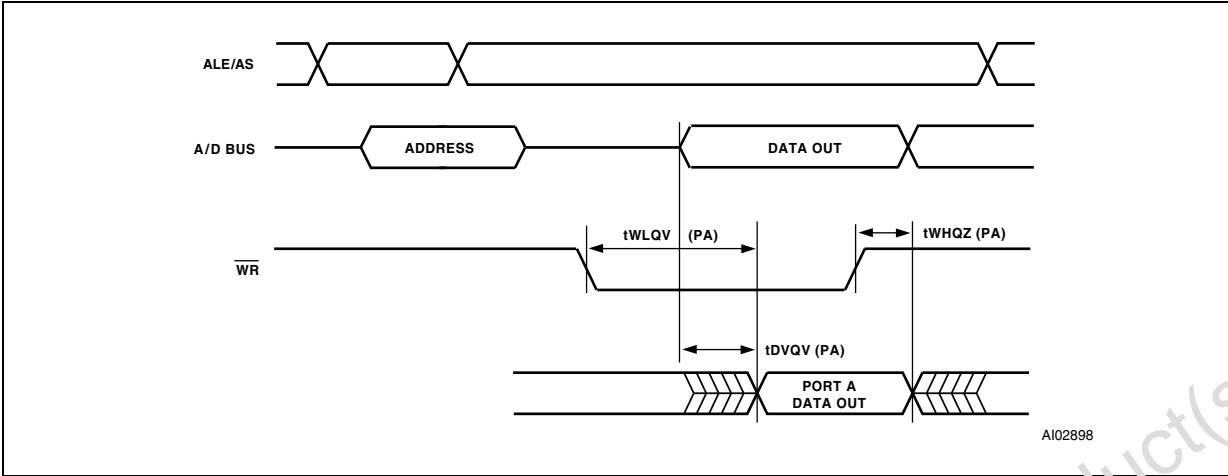 ALE/AS
A/D BUS
ADDRESS
DATA OUT
tWLQV (PA)
tWHQZ (PA)
WR
tDVQV (PA)
PORT A
DATA OUT
AI02898